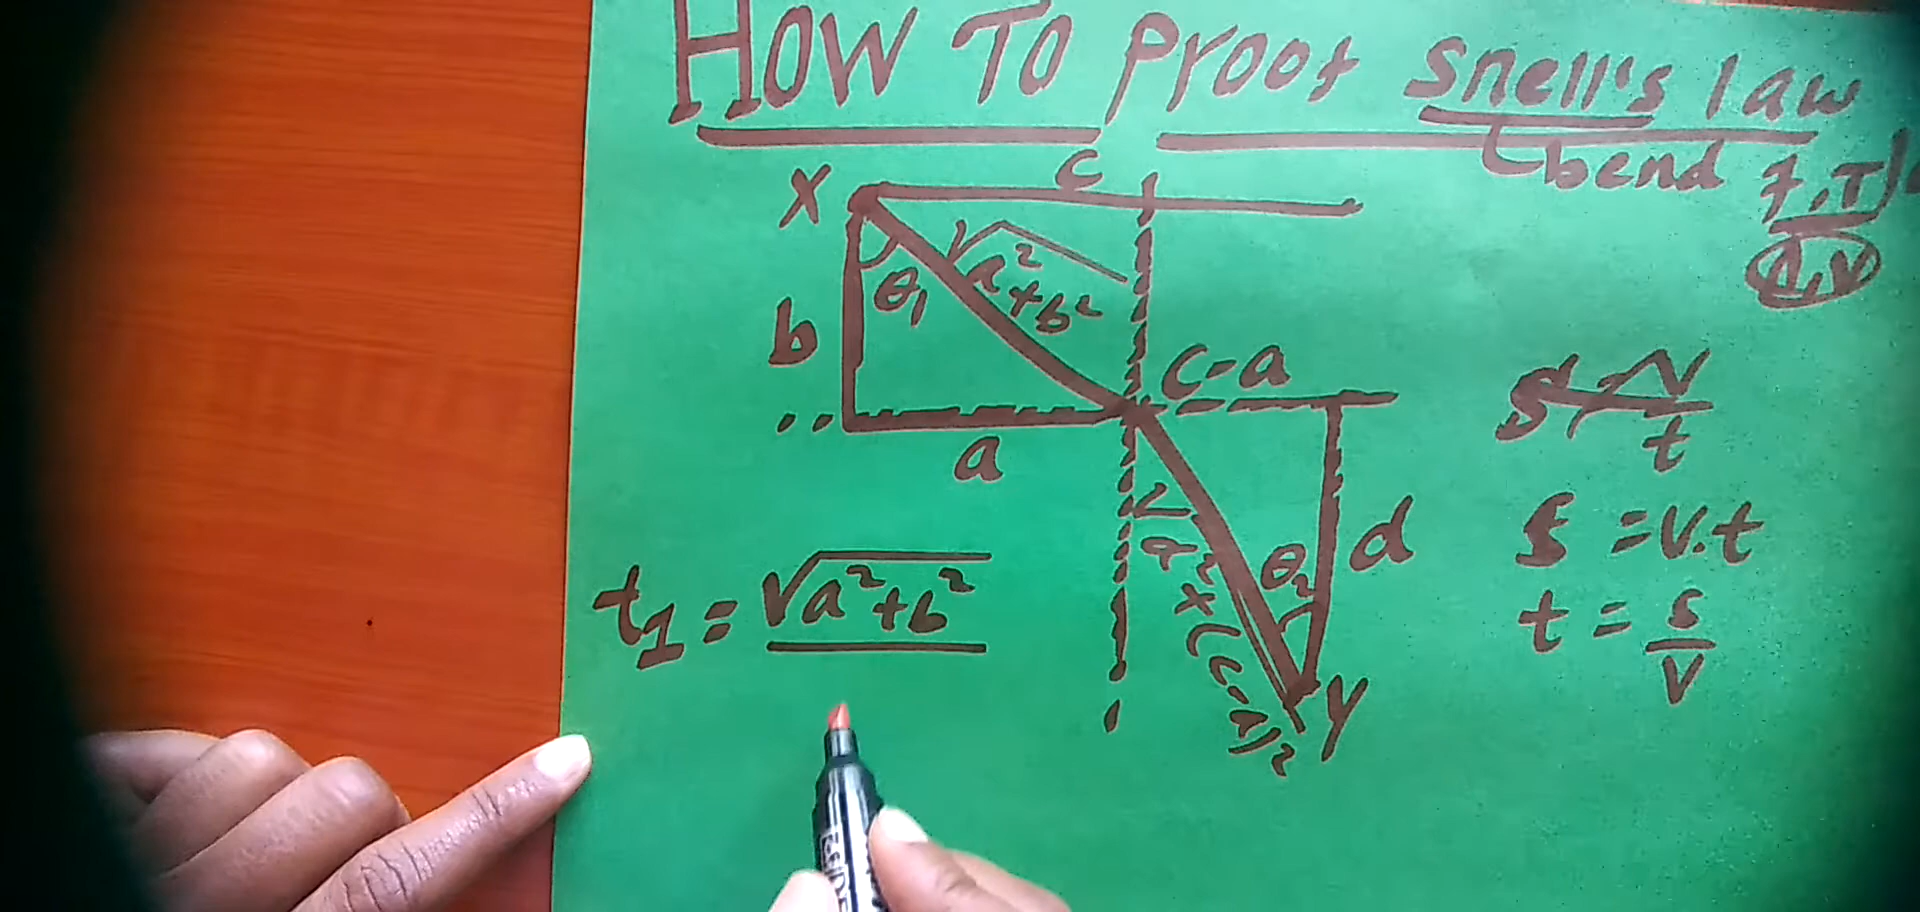 HOW TO Proof Snell's law
bend f, T
λ, v
X
c
b
θ1
√a²+b²
a
c-a
S = v/t
S = v.t
t = s/v
d
θ2
d²+(c-a)²
Y
t1 = √a²+b²